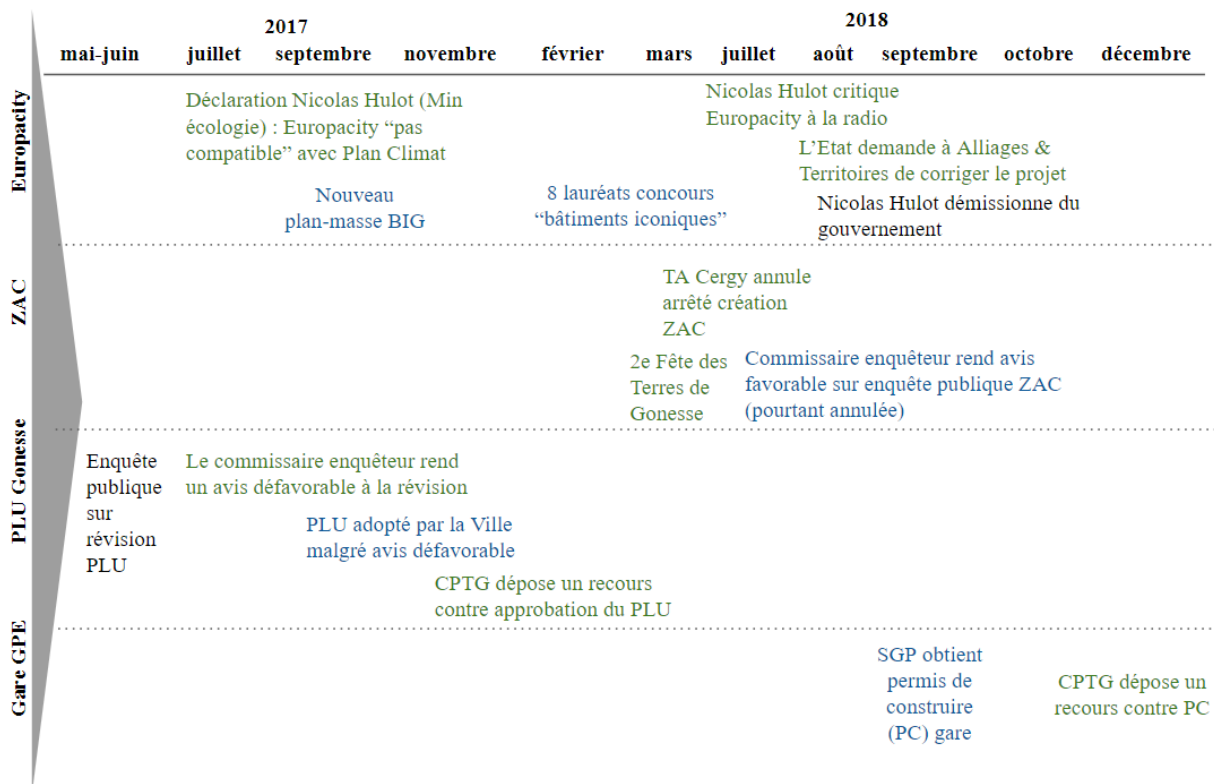 2017
2018
mai-juin juillet septembre novembre février mars juillet août septembre octobre décembre
Europacity
Déclaration Nicolas Hulot (Min
écologie) : Europacity “pas
compatible” avec Plan Climat
Nouveau
plan-masse BIG
8 lauréats concours
“bâtiments iconiques”
Nicolas Hulot critique
Europacity à la radio
L’Etat demande à Alliages &
Territoires de corriger le projet
Nicolas Hulot démissionne du
gouvernement
ZAC
TA Cergy annule
arrêté création
ZAC
2e Fête des
Terres de
Gonesse
Commissaire enquêteur rend avis
favorable sur enquête publique ZAC
(pourtant annulée)
PLU Gonesse
Enquête
publique
sur
révision
PLU
Le commissaire enquêteur rend
un avis défavorable à la révision
PLU adopté par la Ville
malgré avis défavorable
CPTG dépose un recours
contre approbation du PLU
Gare GPE
SGP obtient
permis de
construire
(PC) gare
CPTG dépose un
recours contre PC